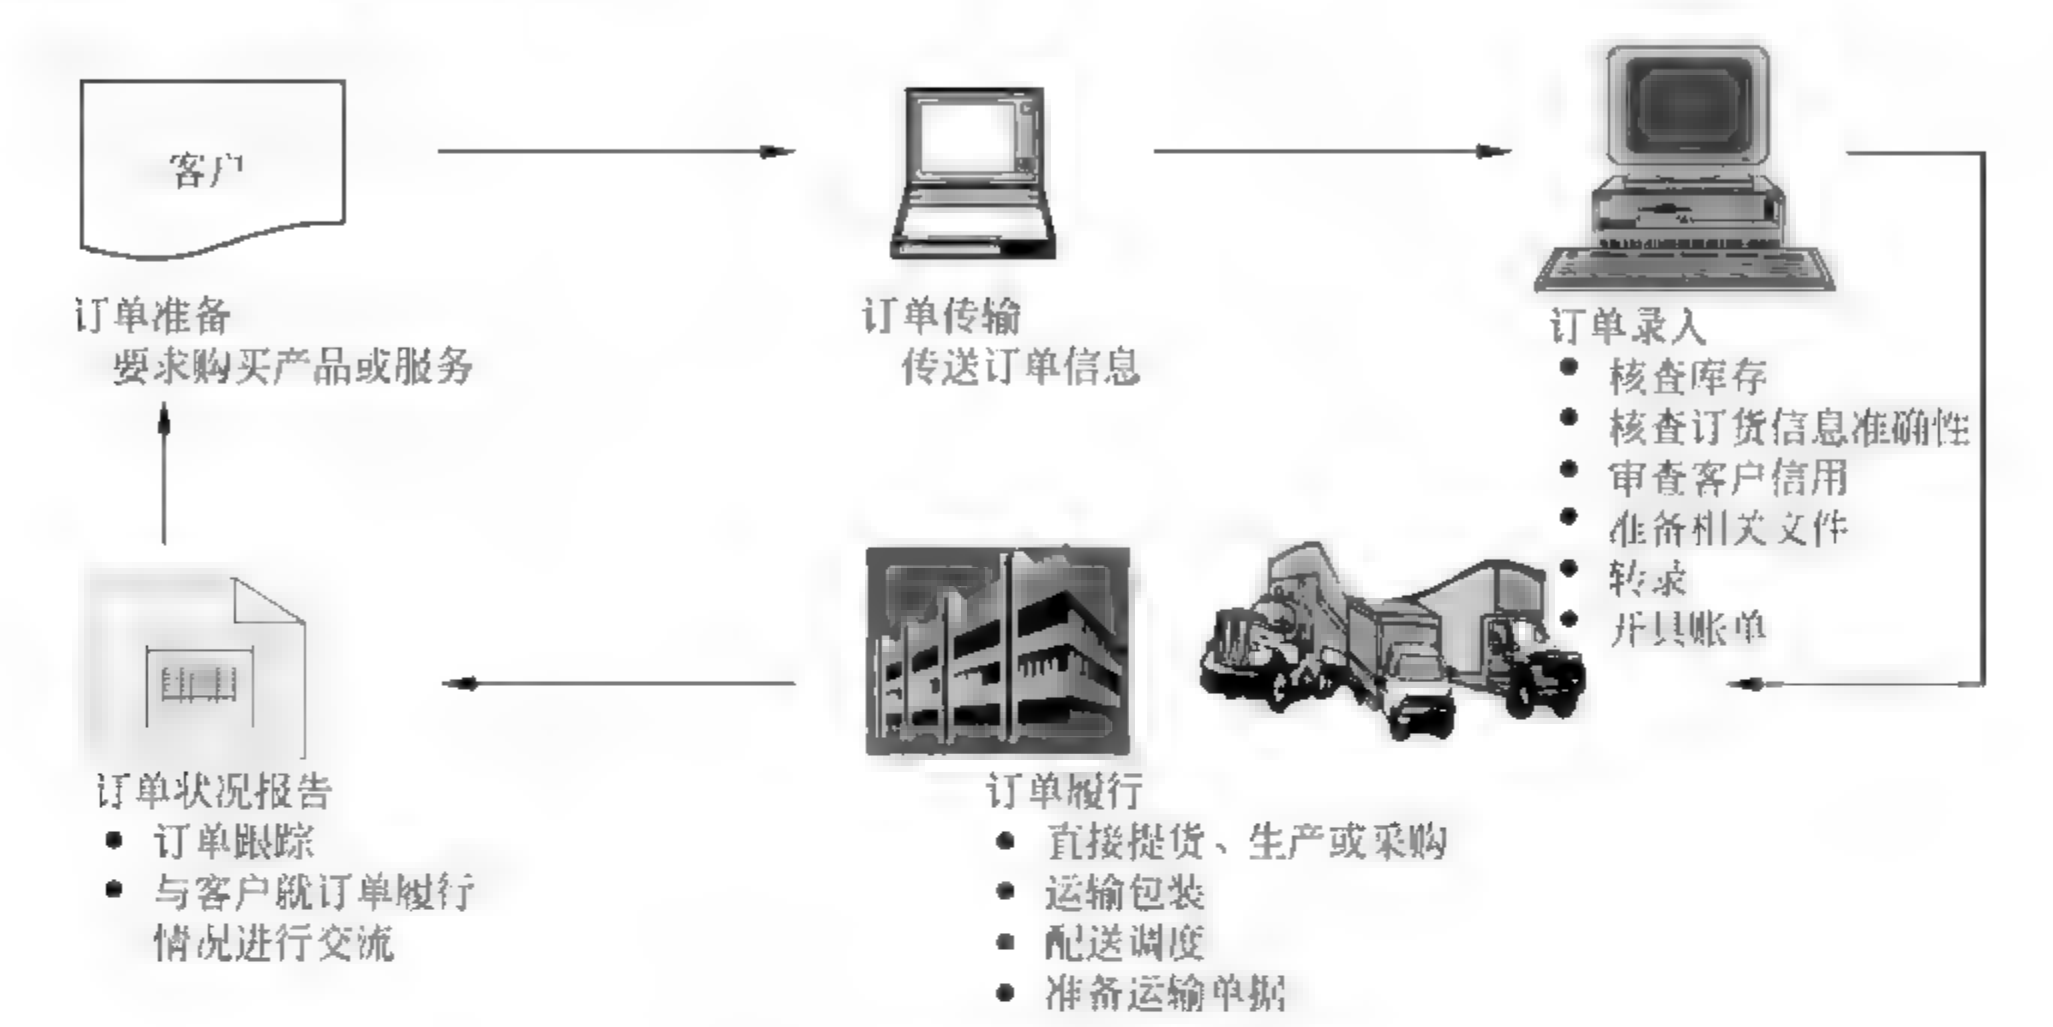 客户
订单准备
要求购买产品或服务
订单传输
传送订单信息
订单录入
● 核查库存
● 核查订货信息准确性
● 审查客户信用
● 准备相关文件
● 转录
● 开具账单
订单履行
● 直接提货、生产或采购
● 运输包装
● 配送调度
● 准备运输单据
订单状况报告
● 订单跟踪
● 与客户就订单履行
情况进行交流